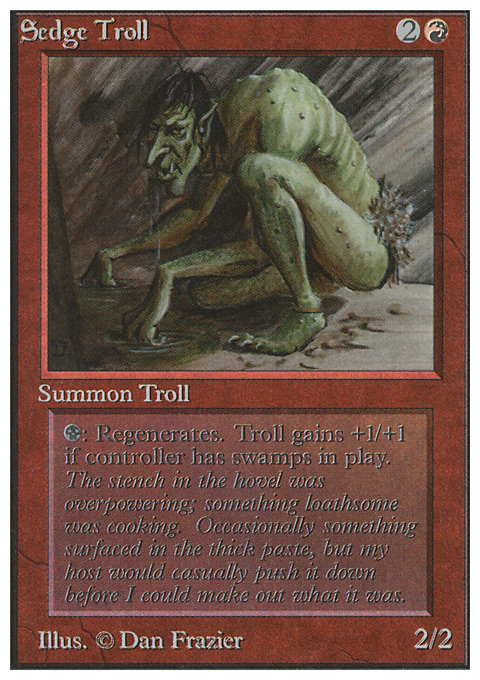 Sedge Troll 2
Summon Troll
: Regenerates. Troll gains +1/+1
if controller has swamps in play.
The stench in the hovel was
overpowering; something loathsome
was cooking. Occasionally something
surfaced in the thick paste, but my
host would casually push it down
before I could make out what it was.
Illus. © Dan Frazier 2/2